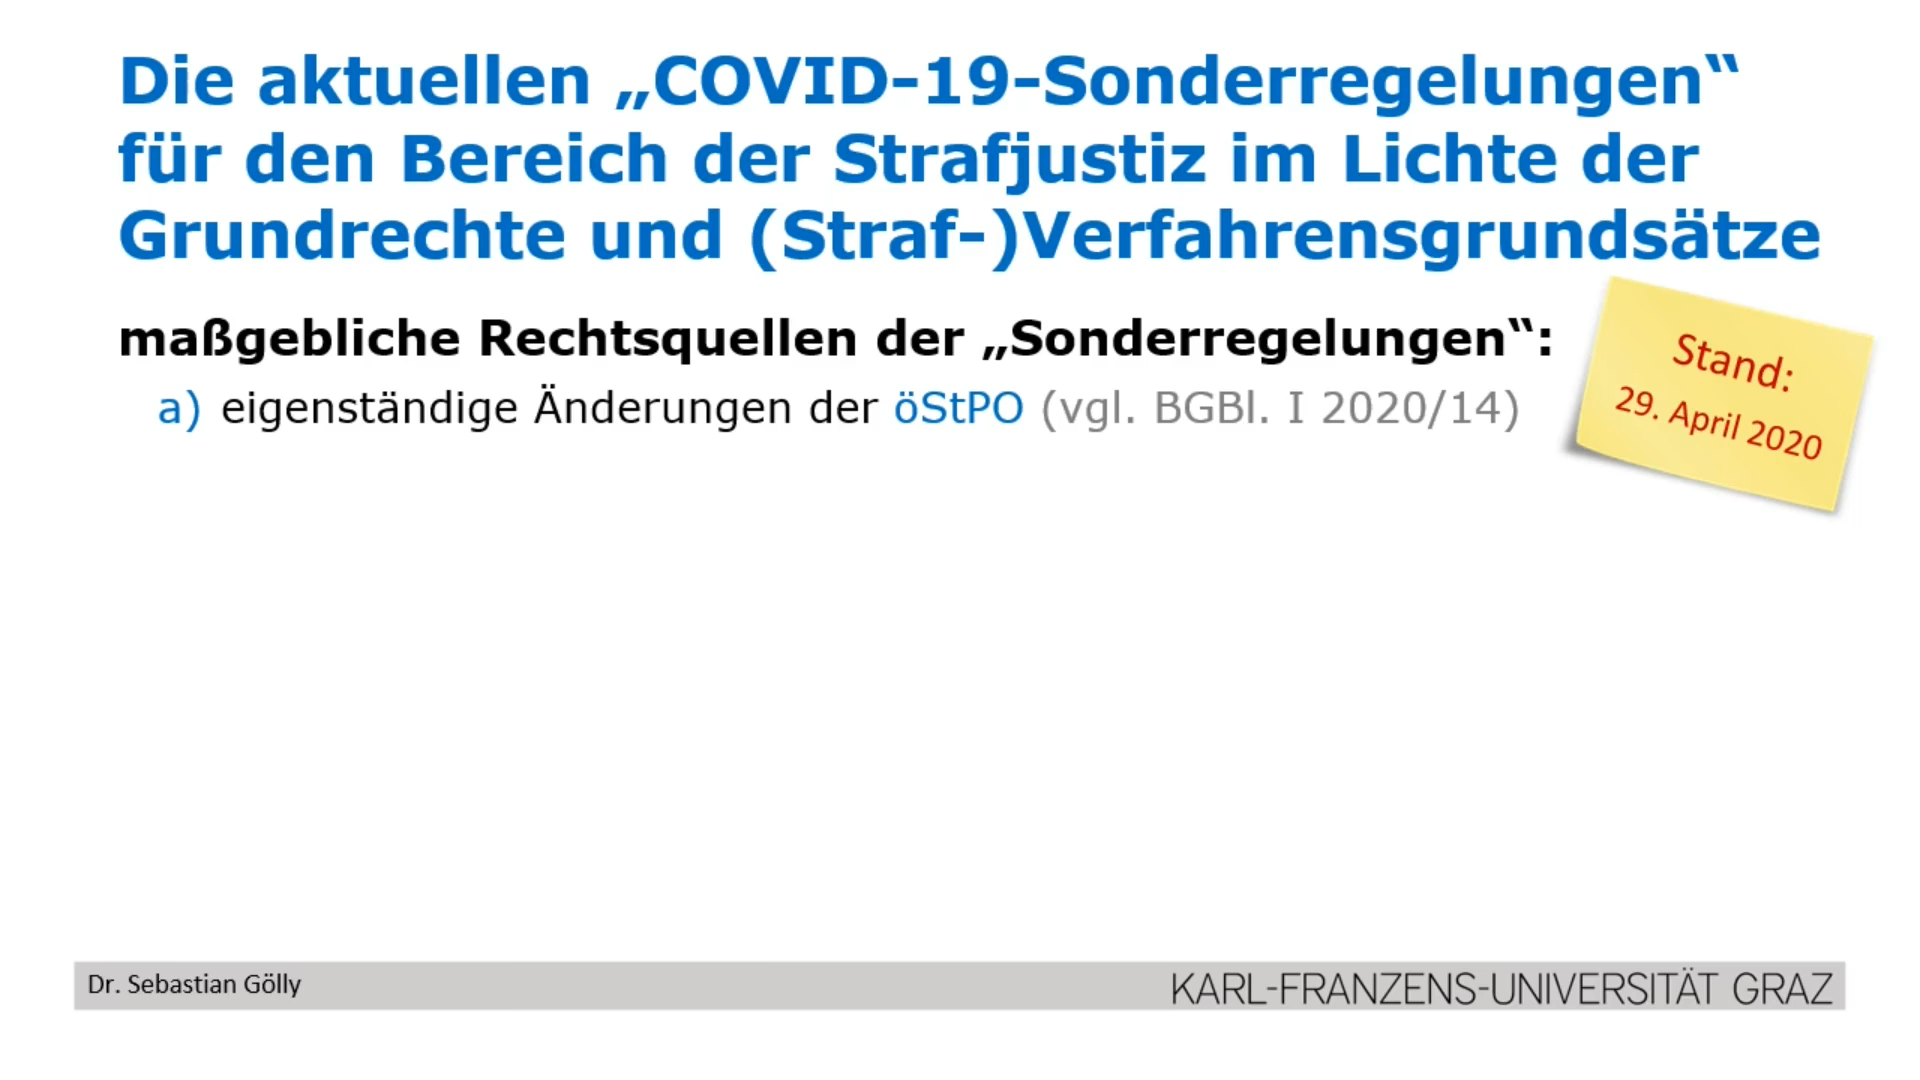 Die aktuellen „COVID-19-Sonderregelungen“
für den Bereich der Strafjustiz im Lichte der
Grundrechte und (Straf-)Verfahrensgrundsätze
maßgebliche Rechtsquellen der „Sonderregelungen“:
a) eigenständige Änderungen der öStPO (vgl. BGBl. I 2020/14)
Stand:
29. April 2020
Dr. Sebastian Gölly
KARL-FRANZENS-UNIVERSITÄT GRAZ